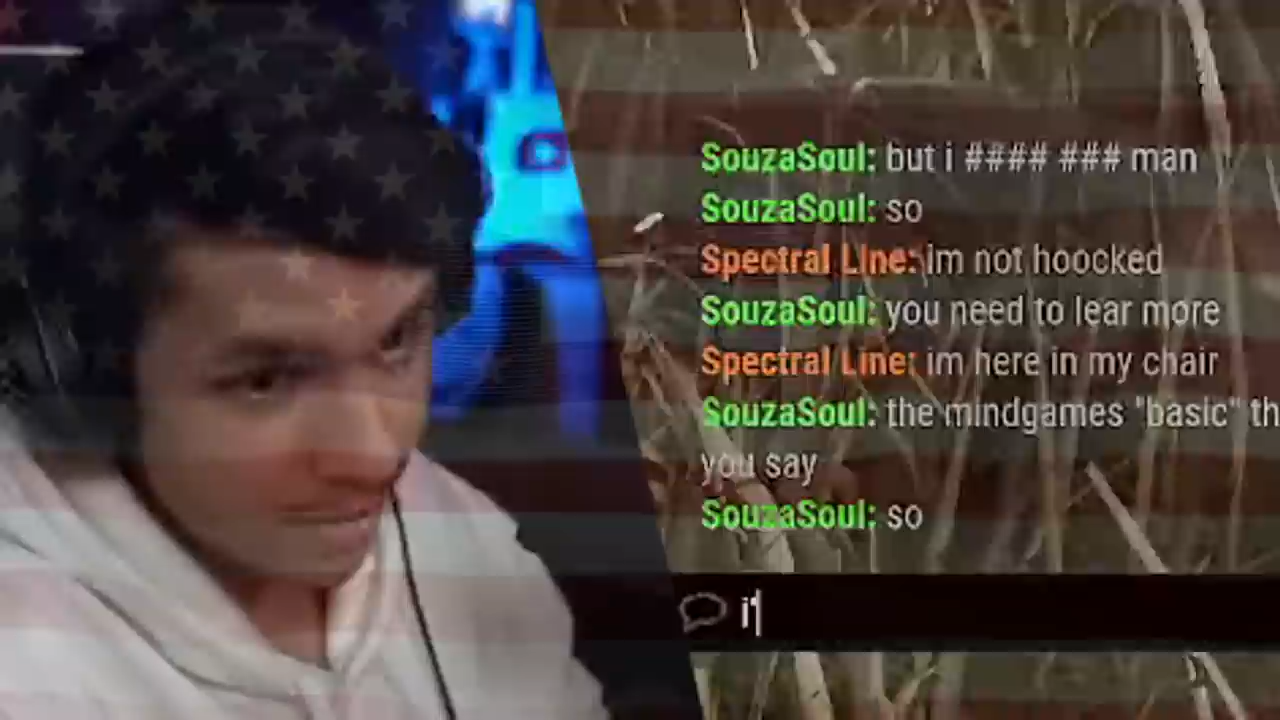 SouzaSoul: but i #### ### man
SouzaSoul: so
Spectral Line: im not hoocked
SouzaSoul: you need to lear more
Spectral Line: im here in my chair
SouzaSoul: the mindgames "basic" th
you say
SouzaSoul: so
i